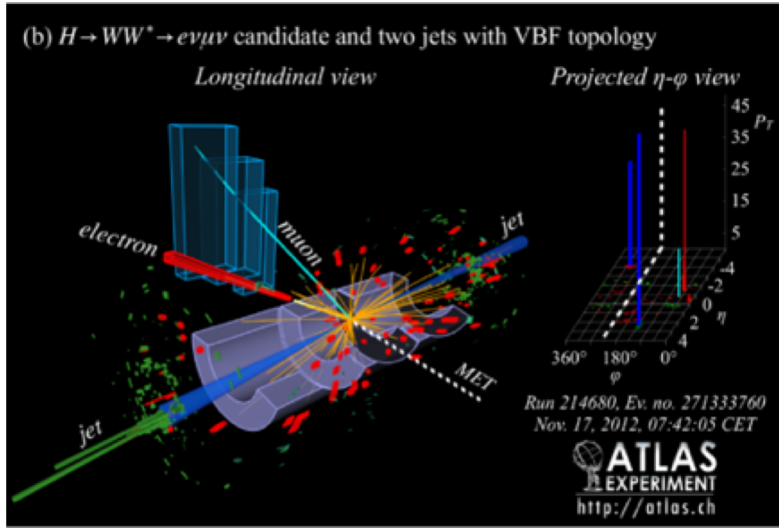 (b) H→WW*→eνμν candidate and two jets with VBF topology
Longitudinal view
Projected η-φ view
electron
muon
jet
jet
MET
45
P_T
35
25
15
5
-4
-2
0
2
4
η
360° 180° 0°
φ
Run 214680, Ev. no. 271333760
Nov. 17, 2012, 07:42:05 CET
ATLAS
EXPERIMENT
http://atlas.ch